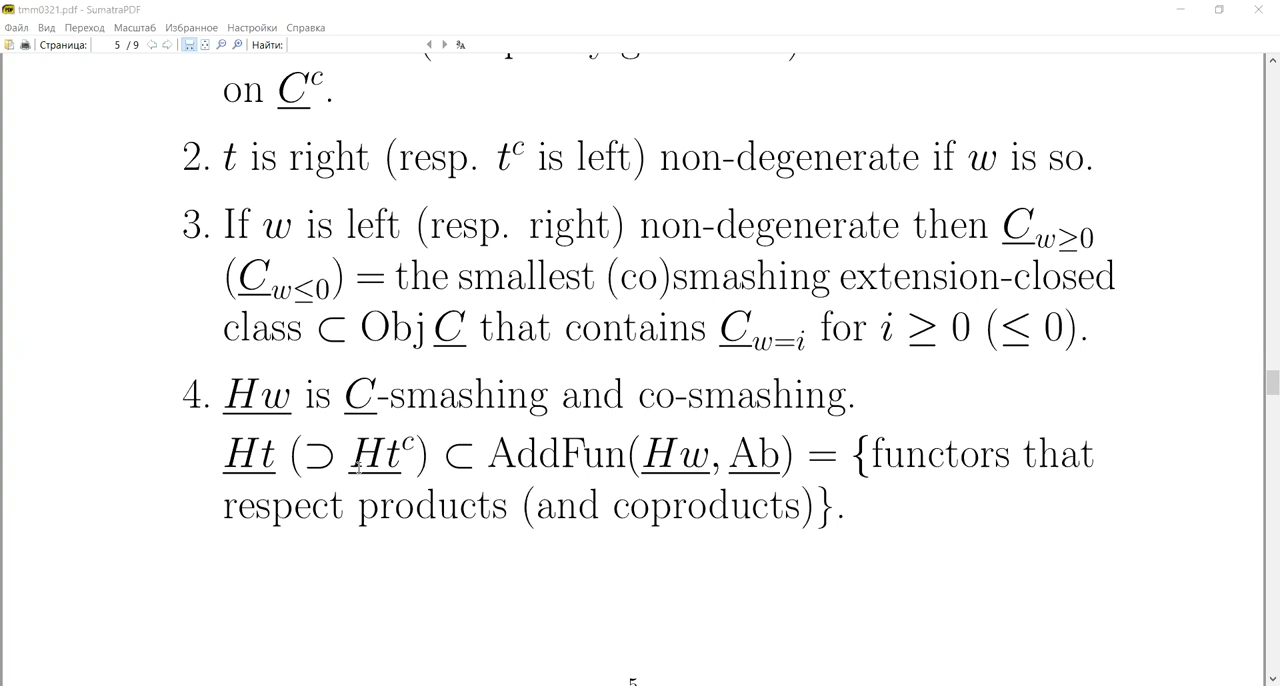 tmm0321.pdf - SumatraPDF
Файл Вид Переход Масштаб Избранное Настройки Справка
Страница: 5 / 9 Найти:
on C^c.
2. t is right (resp. t^c is left) non-degenerate if w is so.
3. If w is left (resp. right) non-degenerate then C_{w≥0}
(C_{w≤0}) = the smallest (co)smashing extension-closed
class ⊂ Obj C that contains C_{w=i} for i ≥ 0 (≤ 0).
4. Hw is C-smashing and co-smashing.
Ht (⊃ Ht^c) ⊂ AddFun(Hw, Ab) = {functors that
respect products (and coproducts)}.